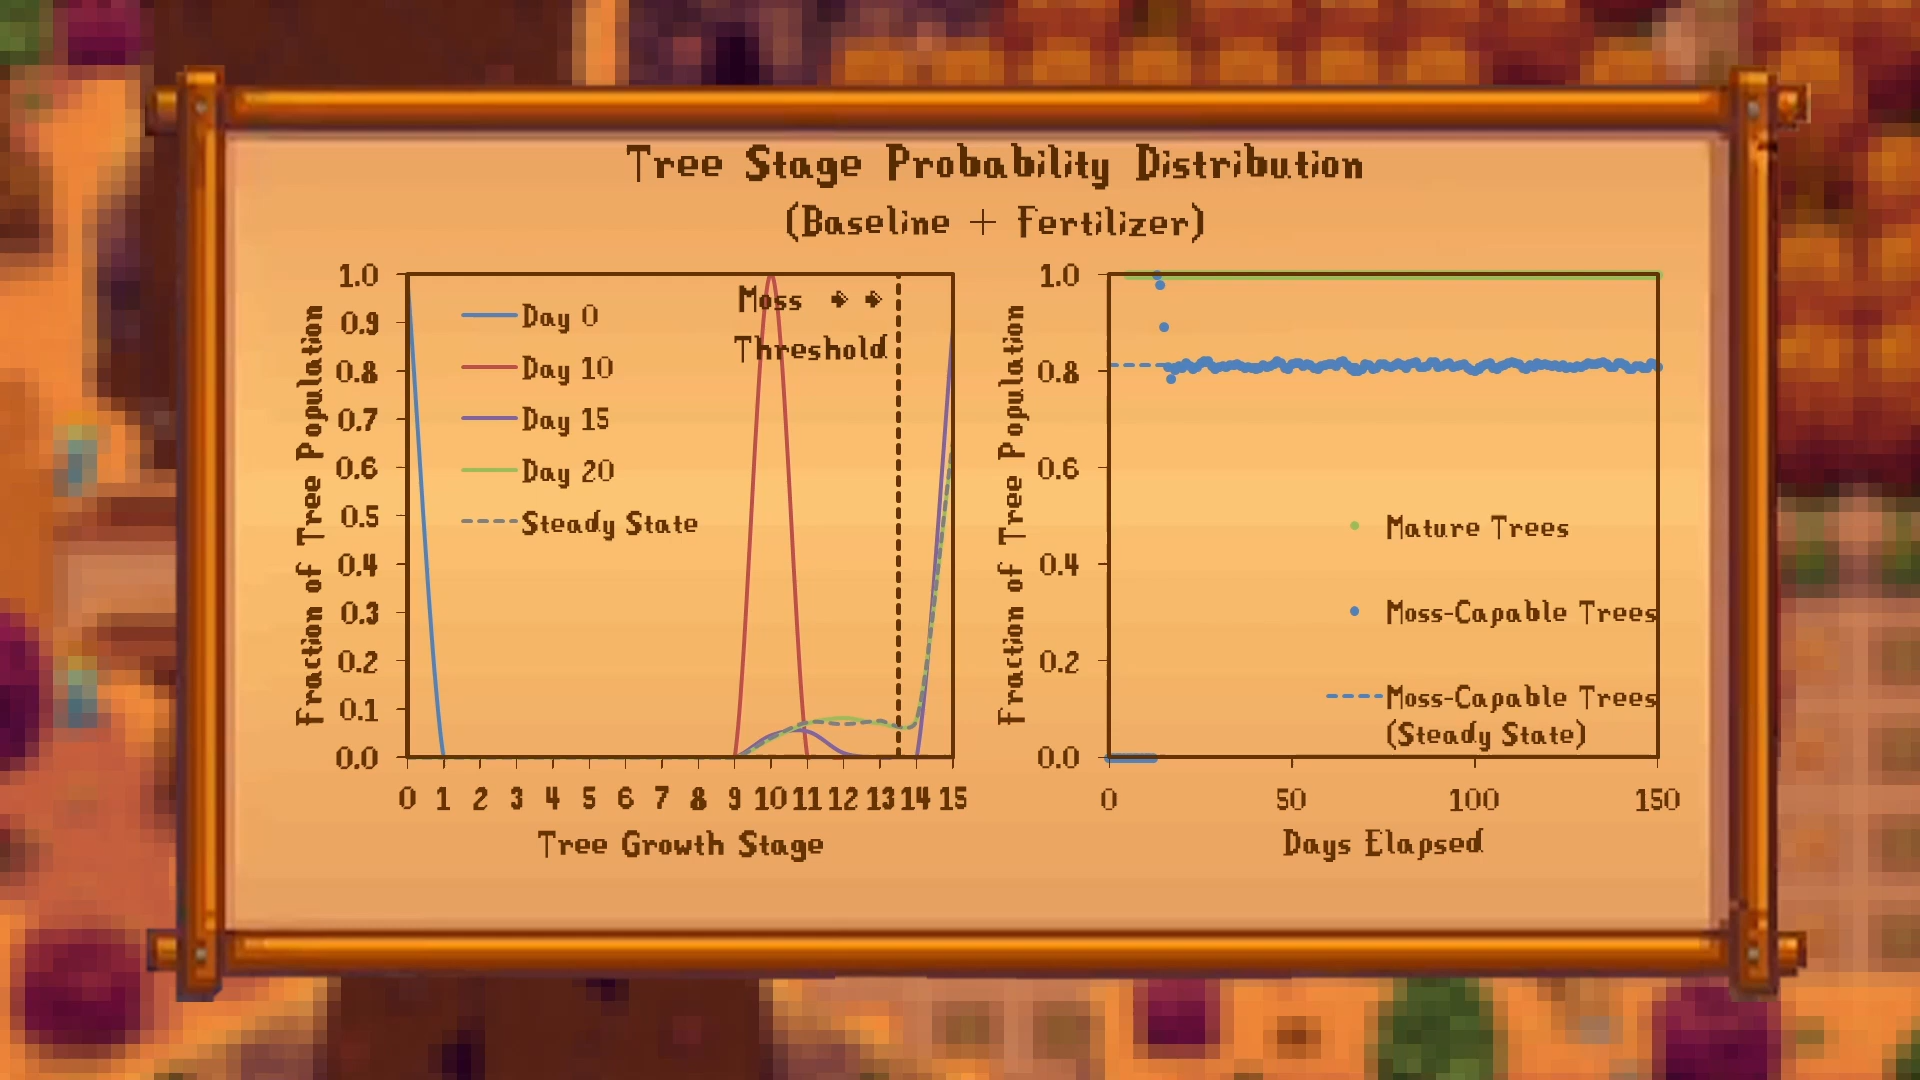 Tree Stage Probability Distribution
(Baseline + Fertilizer)
Fraction of Tree Population
1.0
0.9
0.8
0.7
0.6
0.5
0.4
0.3
0.2
0.1
0.0
Day 0
Day 10
Day 15
Day 20
Steady State
Moss
Threshold
0 1 2 3 4 5 6 7 8 9 10 11 12 13 14 15
Tree Growth Stage
Fraction of Tree Population
1.0
0.8
0.6
0.4
0.2
0.0
Mature Trees
Moss-Capable Trees
Moss-Capable Trees
(Steady State)
0 50 100 150
Days Elapsed